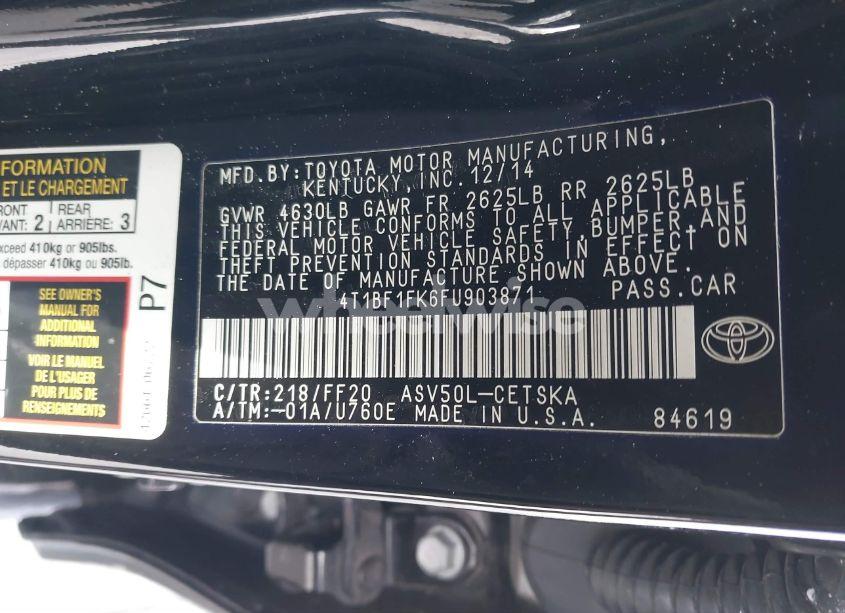 FORMATION
ET LE CHARGEMENT
FRONT
VANT: 2
REAR
ARRIÈRE: 3
exceed 410kg or 905lbs.
dépasser 410kg ou 905lb.
SEE OWNER'S
MANUAL FOR
ADDITIONAL
INFORMATION
VOIR LE MANUEL
DE L'USAGER
POUR PLUS DE
RENSEIGNEMENTS
P7
MFD.BY:TOYOTA MOTOR MANUFACTURING,
KENTUCKY, INC. 12/14
GVWR 4630LB GAWR FR 2625LB RR 2625LB
THIS VEHICLE CONFORMS TO ALL APPLICABLE
FEDERAL MOTOR VEHICLE SAFETY,BUMPER,AND
THEFT PREVENTION STANDARDS IN EFFECT ON
THE DATE OF MANUFACTURE SHOWN ABOVE.
4T1BF1FK6FU903871 PASS.CAR
wheelwise
C/TR:218/FF20 ASV50L-CETSKA
A/TM:-01A/U760E MADE IN U.S.A. 84619